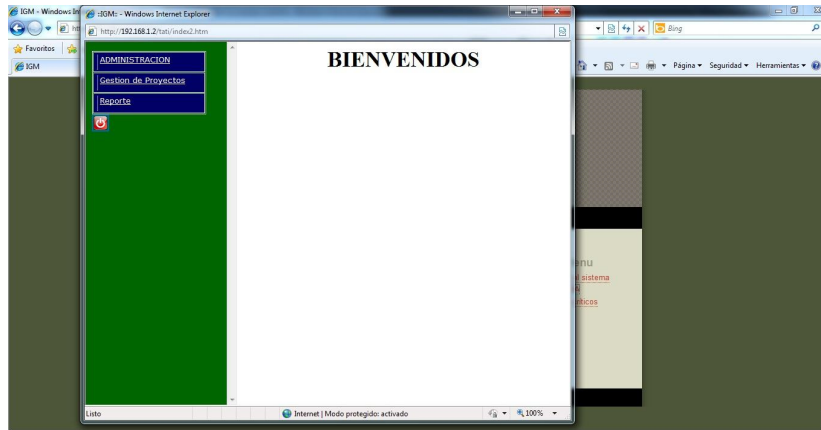 IGM - Windows In
::IGM:: - Windows Internet Explorer
http://192.168.1.2/tati/index2.htm
Bing
Favoritos
IGM
Página
Seguridad
Herramientas
ADMINISTRACION
Gestion de Proyectos
Reporte
BIENVENIDOS
enu
al sistema
Listo
Internet | Modo protegido: activado
100%